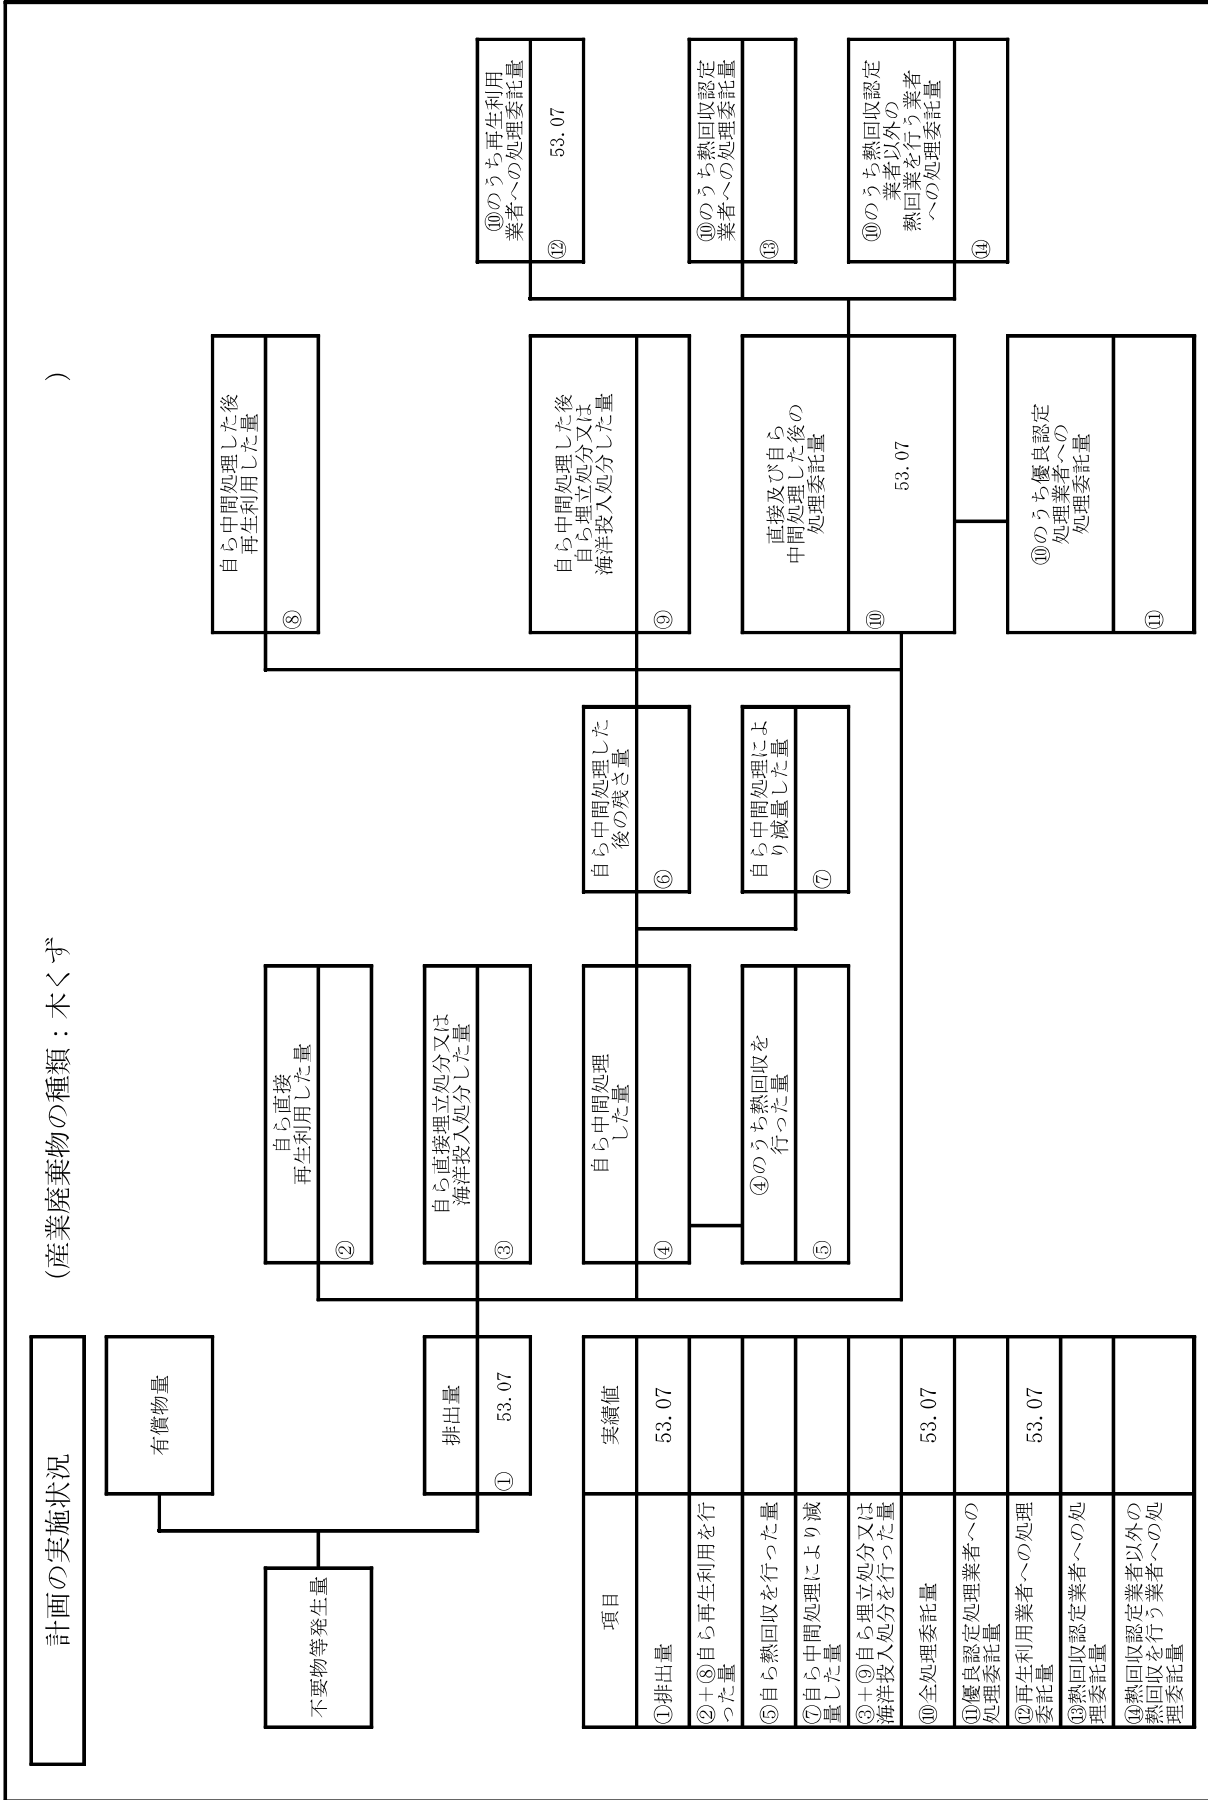 計画の実施状況
(産業廃棄物の種類：木くず
)
有償物量
不要物等発生量
排出量
①
53.07
自ら直接
再生利用した量
②
自ら直接埋立処分又は
海洋投入処分した量
③
自ら中間処理
した量
④
④のうち熱回収を
行った量
⑤
自ら中間処理した
後の残さ量
⑥
自ら中間処理によ
り減量した量
⑦
自ら中間処理した後
再生利用した量
⑧
自ら中間処理した後
自ら埋立処分又は
海洋投入処分した量
⑨
直接及び自ら
中間処理した後の
処理委託量
⑩
53.07
⑩のうち優良認定
処理業者への
処理委託量
⑪
⑩のうち再生利用
業者への処理委託量
⑫
53.07
⑩のうち熱回収認定
業者への処理委託量
⑬
⑩のうち熱回収認定
業者以外の
熱回業を行う業者
への処理委託量
⑭
項目
実績値
①排出量
53.07
②+⑧自ら再生利用を行
った量
⑤自ら熱回収を行った量
⑦自ら中間処理により減
量した量
③+⑨自ら埋立処分又は
海洋投入処分を行った量
⑩全処理委託量
53.07
⑪優良認定処理業者への
処理委託量
⑫再生利用業者への処理
委託量
53.07
⑬熱回収認定業者への処
理委託量
⑭熱回収認定業者以外の
熱回収を行う業者への処
理委託量